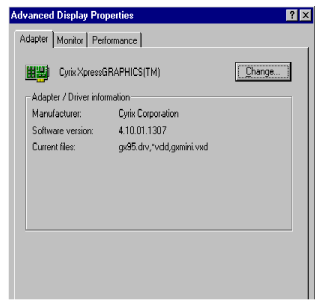 Advanced Display Properties
Adapter Monitor Performance
Cyrix XpressGRAPHICS(TM)
Change...
Adapter / Driver information
Manufacturer: Cyrix Corporation
Software version: 4.10.01.1307
Current files: gx95.drv,*vdd,gxmini.vxd